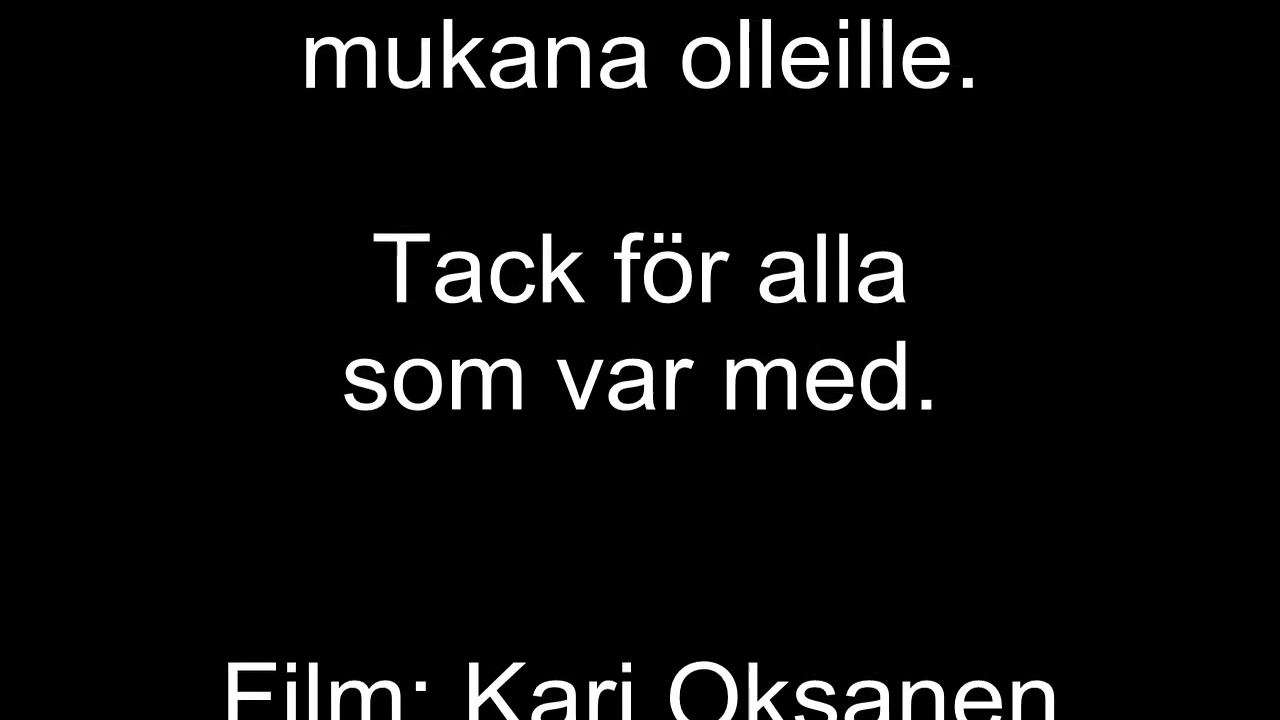 mukana olleille.
Tack för alla
som var med.
Film: Kari Oksanen